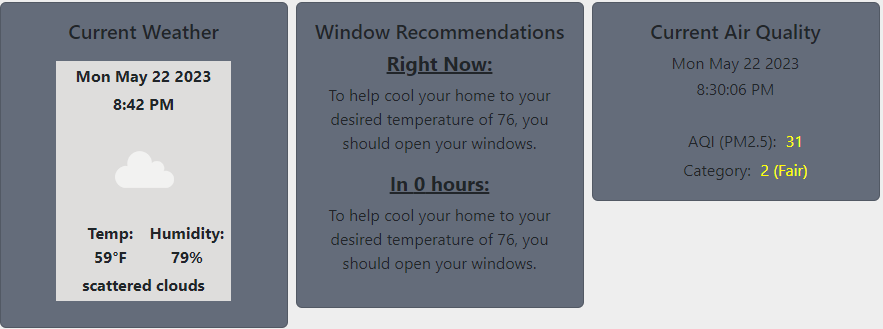 Current Weather
Mon May 22 2023
8:42 PM
Temp: Humidity:
59°F 79%
scattered clouds
Window Recommendations
Right Now:
To help cool your home to your
desired temperature of 76, you
should open your windows.
In 0 hours:
To help cool your home to your
desired temperature of 76, you
should open your windows.
Current Air Quality
Mon May 22 2023
8:30:06 PM
AQI (PM2.5): 31
Category: 2 (Fair)